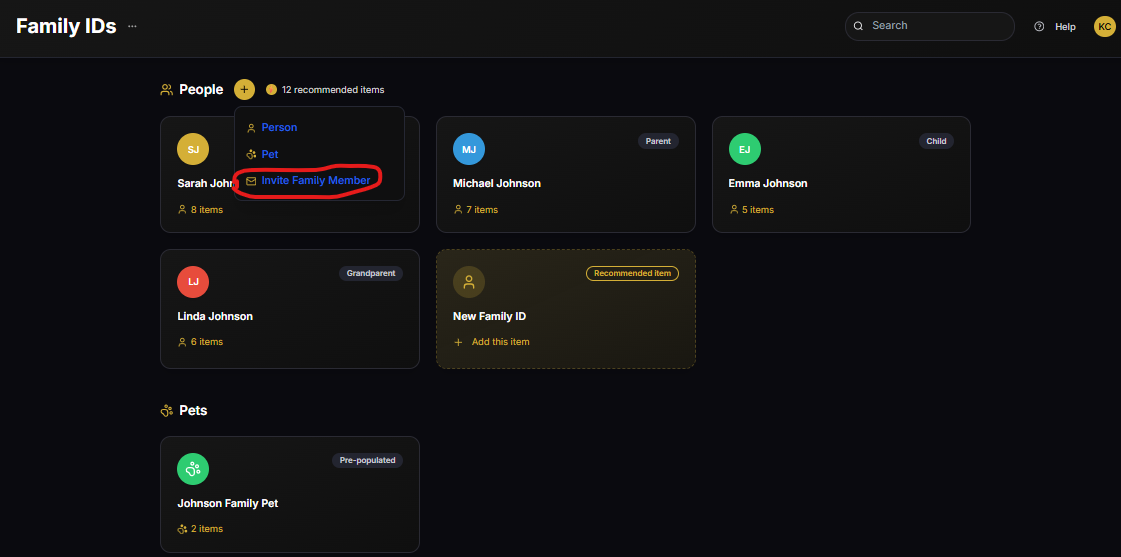 Family IDs ...
Search
Help
KC
People
+
12 recommended items
Person
Pet
Invite Family Member
SJ
Sarah John
8 items
MJ
Parent
Michael Johnson
7 items
EJ
Child
Emma Johnson
5 items
LJ
Grandparent
Linda Johnson
6 items
Recommended item
New Family ID
+ Add this item
Pets
Pre-populated
Johnson Family Pet
2 items